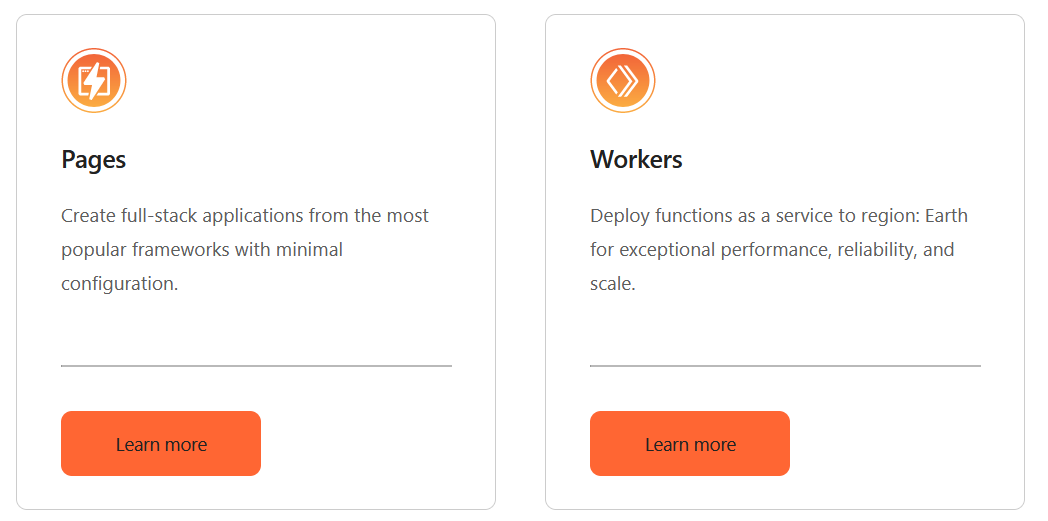 Pages
Create full-stack applications from the most
popular frameworks with minimal
configuration.
Learn more
Workers
Deploy functions as a service to region: Earth
for exceptional performance, reliability, and
scale.
Learn more